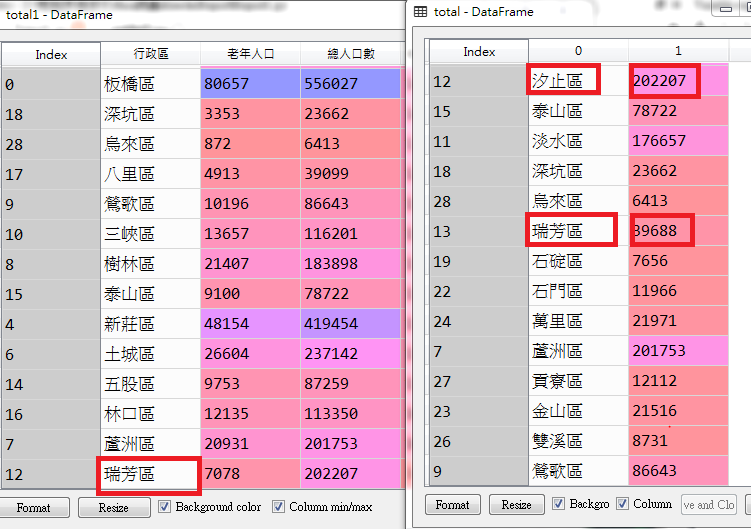 total1 - DataFrame
Index 行政區 老年人口 總人口數
0 板橋區 80657 556027
18 深坑區 3353 23662
28 烏來區 872 6413
17 八里區 4913 39099
9 鶯歌區 10196 86643
10 三峽區 13657 116201
8 樹林區 21407 183898
15 泰山區 9100 78722
4 新莊區 48154 419454
6 土城區 26604 237142
14 五股區 9753 87259
16 林口區 12135 113350
7 蘆洲區 20931 201753
12 瑞芳區 7078 202207
Format Resize Background color Column min/max
total - DataFrame
Index 0 1
12 汐止區 202207
15 泰山區 78722
11 淡水區 176657
18 深坑區 23662
28 烏來區 6413
13 瑞芳區 39688
19 石碇區 7656
22 石門區 11966
24 萬里區 21971
7 蘆洲區 201753
27 貢寮區 12112
23 金山區 21516
26 雙溪區 8731
9 鶯歌區 86643
Format Resize Backgro Column ve and Clo